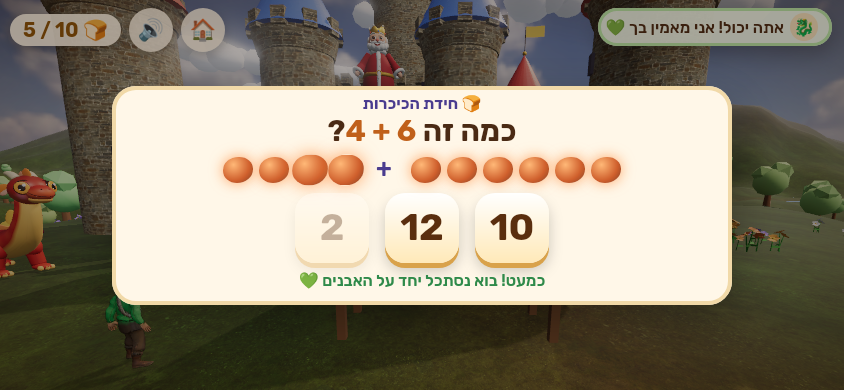 5 / 10
אתה יכול! אני מאמין בך 💚
🍞 חידת הכיכרות
כמה זה 6 + 4?
+
2
12
10
כמעט! בוא נסתכל יחד על האבנים 💚